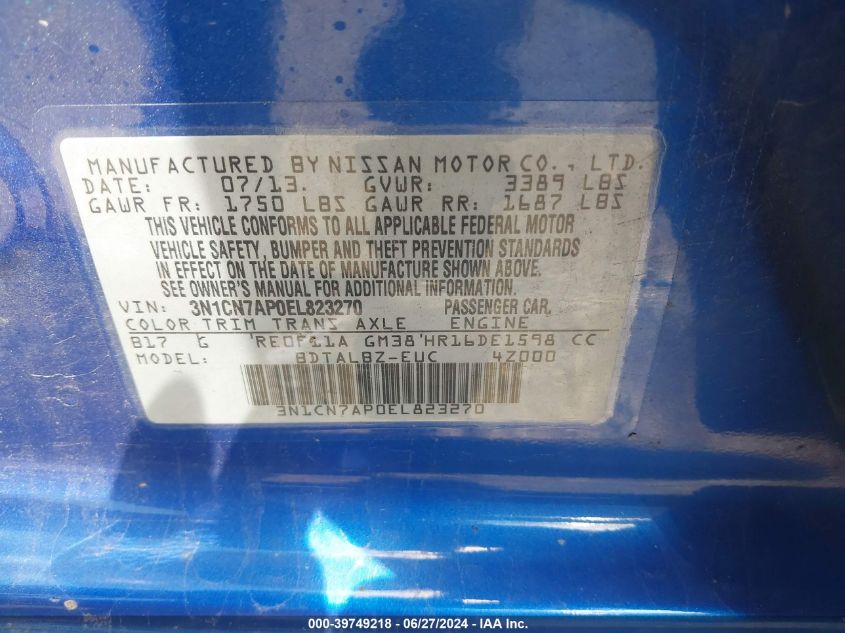 MANUFACTURED BY NISSAN MOTOR CO., LTD.
DATE: 07/13. GVWR: 3389 LBS
GAWR FR: 1750 LBS GAWR RR: 1687 LBS
THIS VEHICLE CONFORMS TO ALL APPLICABLE FEDERAL MOTOR
VEHICLE SAFETY, BUMPER AND THEFT PREVENTION STANDARDS
IN EFFECT ON THE DATE OF MANUFACTURE SHOWN ABOVE.
SEE OWNER'S MANUAL FOR ADDITIONAL INFORMATION.
VIN: 3N1CN7AP0EL823270 PASSENGER CAR.
COLOR TRIM TRANS AXLE ENGINE
B17 G 'RE0F11A GM38'HR16DE1598 CC
MODEL: BDTALBZ-EUC 4Z000
3N1CN7AP0EL823270
000-39749218 - 06/27/2024 - IAA Inc.